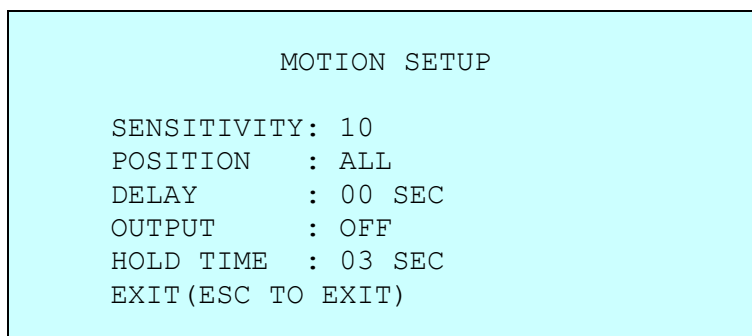 MOTION SETUP
SENSITIVITY: 10
POSITION : ALL
DELAY : 00 SEC
OUTPUT : OFF
HOLD TIME : 03 SEC
EXIT(ESC TO EXIT)